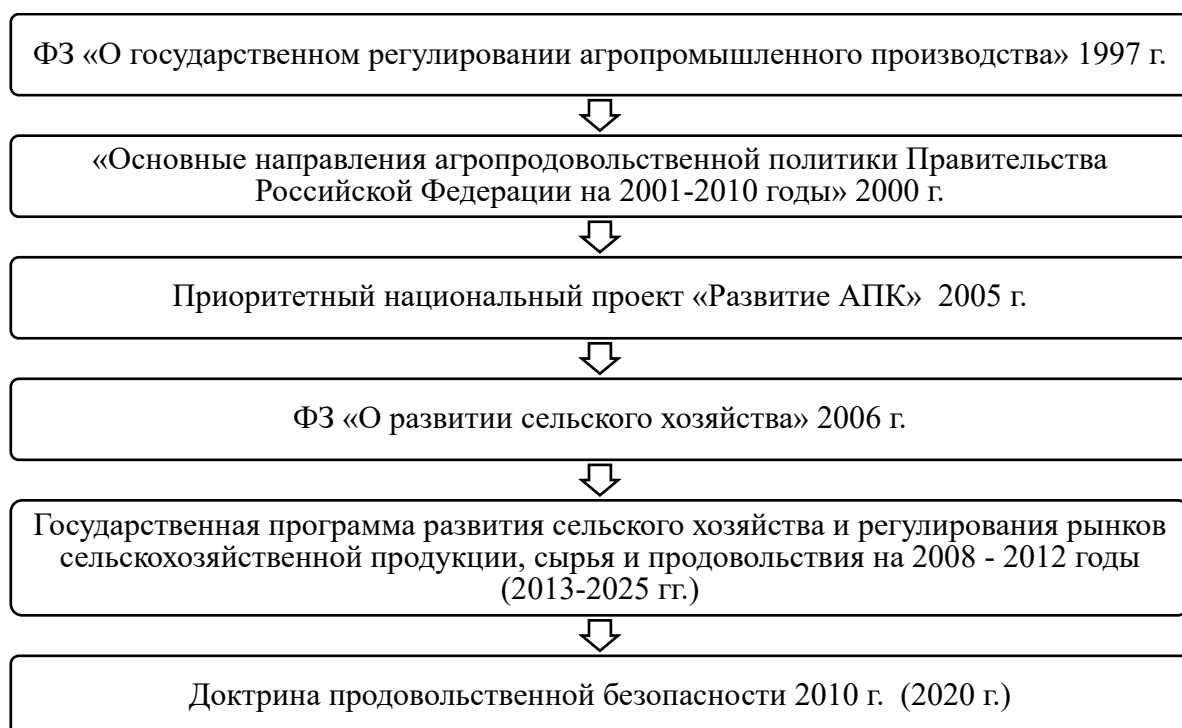 ФЗ «О государственном регулировании агропромышленного производства» 1997 г.
«Основные направления агропродовольственной политики Правительства
Российской Федерации на 2001-2010 годы» 2000 г.
Приоритетный национальный проект «Развитие АПК» 2005 г.
ФЗ «О развитии сельского хозяйства» 2006 г.
Государственная программа развития сельского хозяйства и регулирования рынков
сельскохозяйственной продукции, сырья и продовольствия на 2008 - 2012 годы
(2013-2025 гг.)
Доктрина продовольственной безопасности 2010 г. (2020 г.)